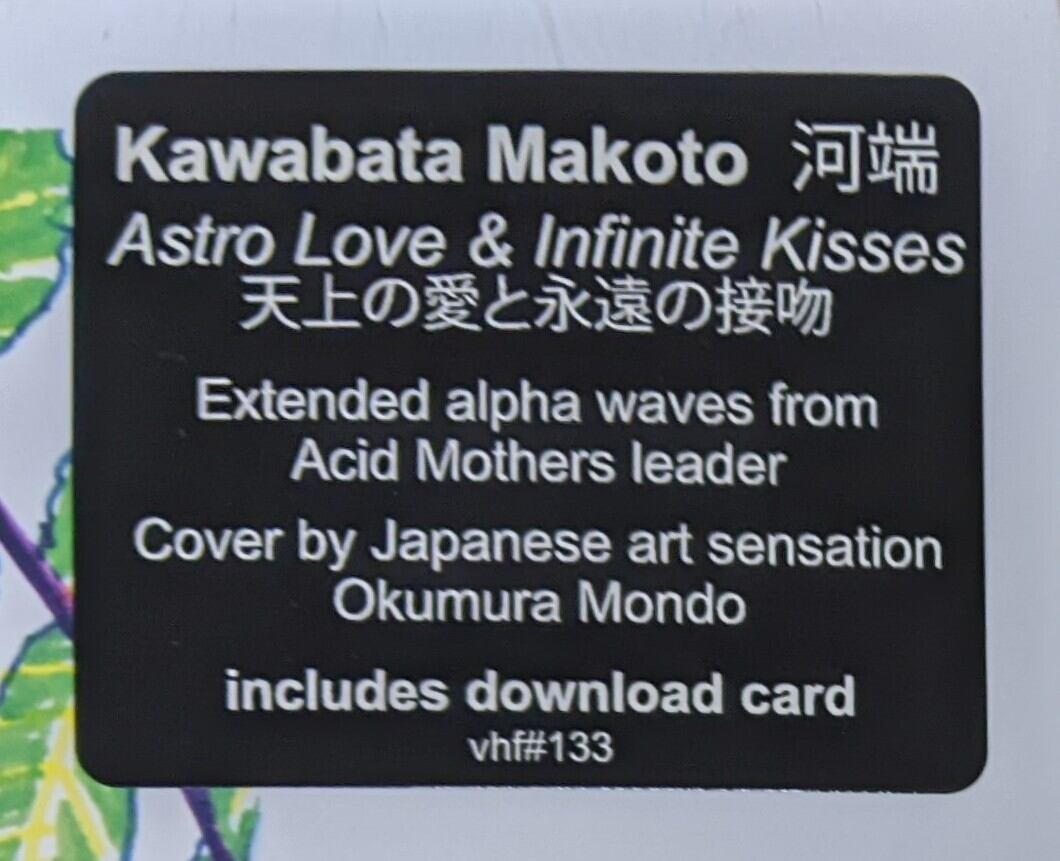 Kawabata Makoto 河端
Astro Love & Infinite Kisses
天上の愛と永遠の接吻
Extended alpha waves from
Acid Mothers leader
Cover by Japanese art sensation
Okumura Mondo
includes download card
vhf#133